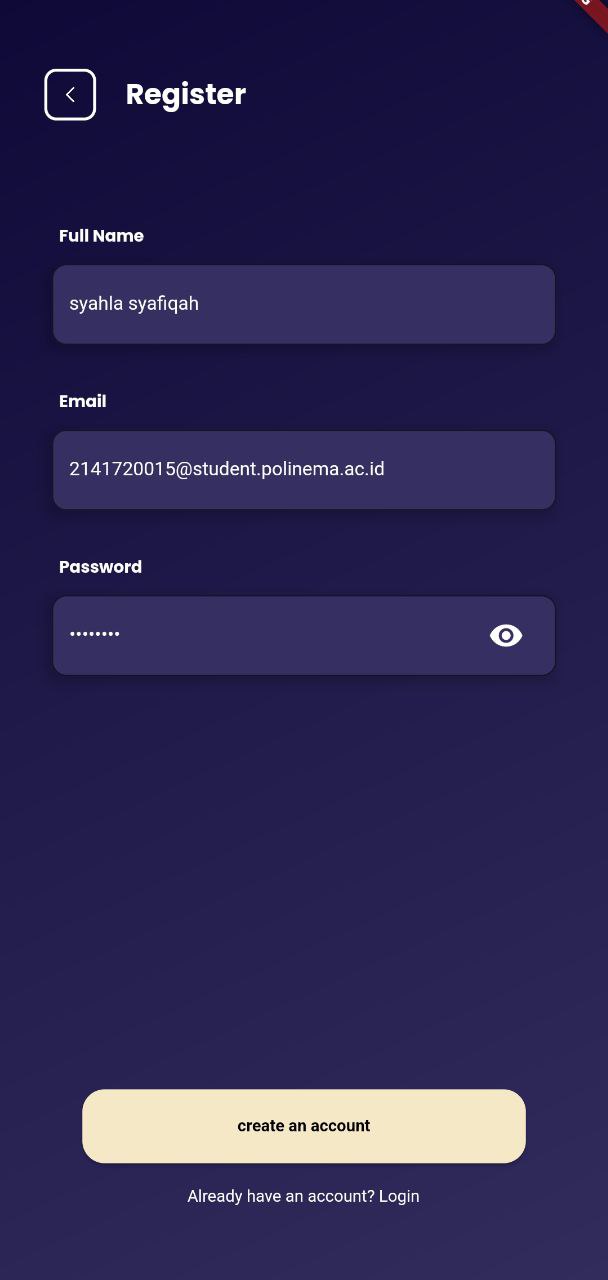 Register
Full Name
syahla syafiqah
Email
2141720015@student.polinema.ac.id
Password
••••••••
create an account
Already have an account? Login